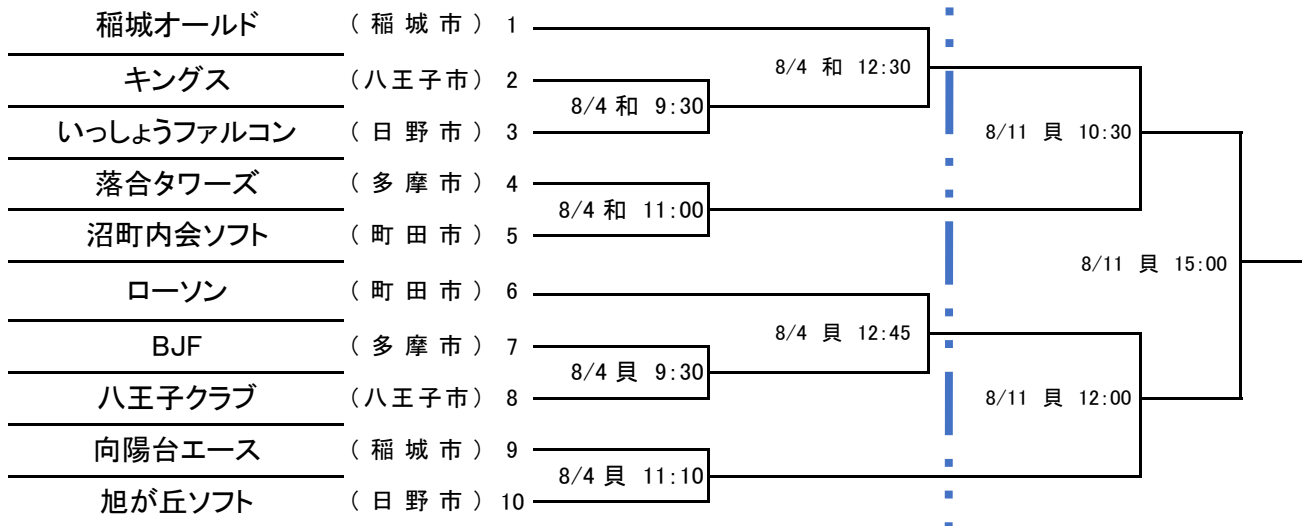 稲城オールド （ 稲 城 市 ） 1
8/4 和 12:30
キングス （八王子市） 2
8/4 和 9:30
いっしょうファルコン （ 日 野 市 ） 3
8/11 貝 10:30
落合タワーズ （ 多 摩 市 ） 4
8/4 和 11:00
沼町内会ソフト （ 町 田 市 ） 5
8/11 貝 15:00
ローソン （ 町 田 市 ） 6
8/4 貝 12:45
BJF （ 多 摩 市 ） 7
8/4 貝 9:30
八王子クラブ （八王子市） 8
8/11 貝 12:00
向陽台エース （ 稲 城 市 ） 9
8/4 貝 11:10
旭が丘ソフト （ 日 野 市 ） 10